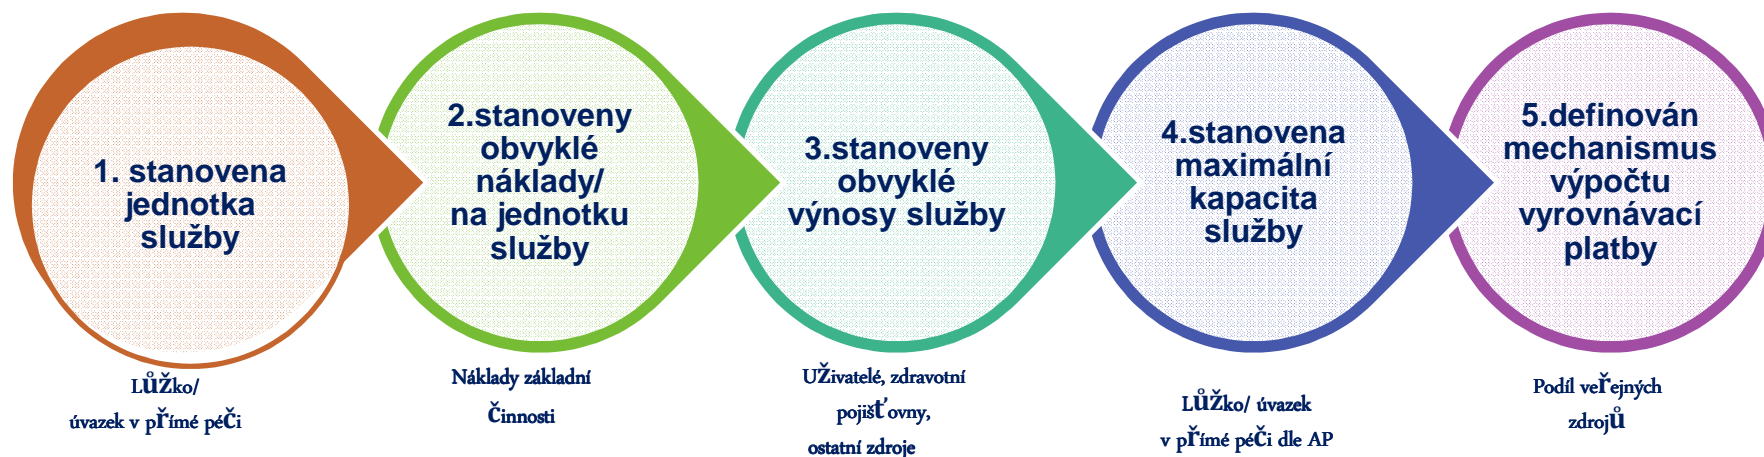 1. stanovena
jednotka
služby
Lůžko/
úvazek v přímé péči
2.stanoveny
obvyklé
náklady/
na jednotku
služby
Náklady základní
činnosti
3.stanoveny
obvyklé
výnosy služby
Uživatelé, zdravotní
pojišťovny,
ostatní zdroje
4.stanovena
maximální
kapacita
služby
Lůžko/ úvazek
v přímé péči dle AP
5.definován
mechanismus
výpočtu
vyrovnávací
platby
Podíl veřejných
zdrojů